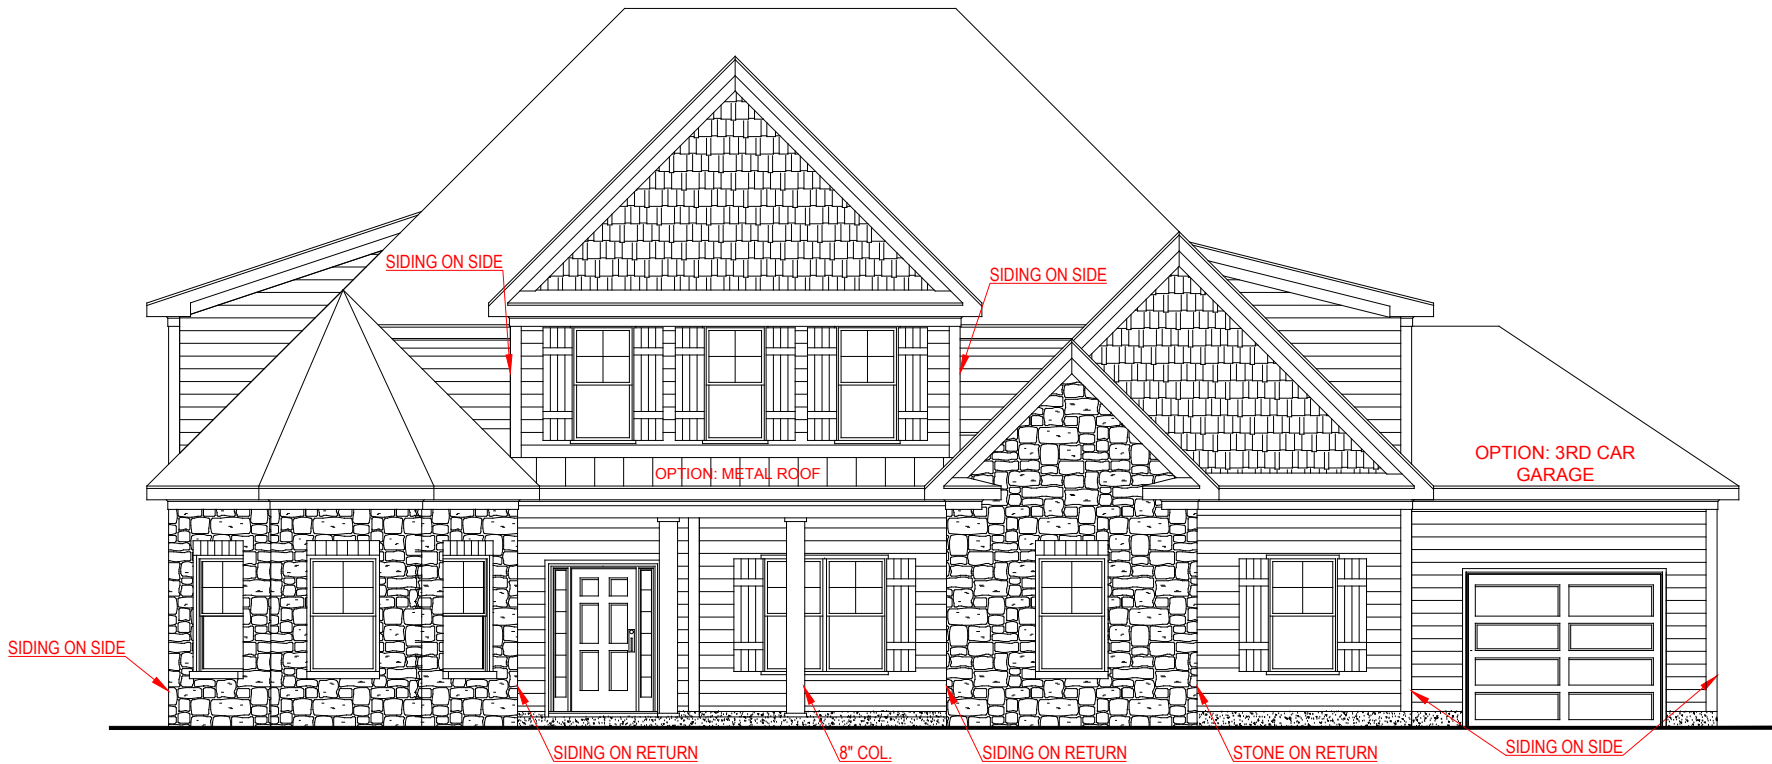 SIDING ON SIDE
SIDING ON SIDE
OPTION: 3RD CAR
GARAGE
OPTION: METAL ROOF
SIDING ON SIDE
SIDING ON RETURN
8" COL.
SIDING ON RETURN
STONE ON RETURN
SIDING ON SIDE